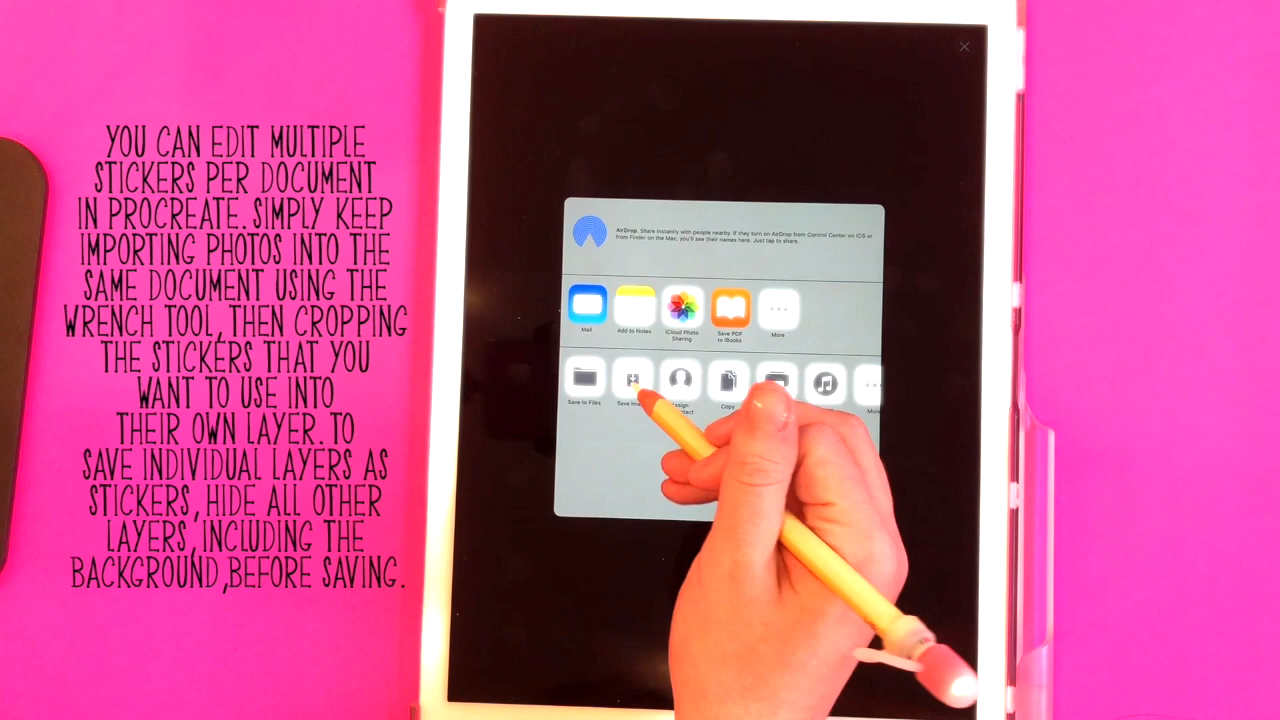 YOU CAN EDIT MULTIPLE
STICKERS PER DOCUMENT
IN PROCREATE. SIMPLY KEEP
IMPORTING PHOTOS INTO THE
SAME DOCUMENT USING THE
WRENCH TOOL, THEN CROPPING
THE STICKERS THAT YOU
WANT TO USE INTO
THEIR OWN LAYER. TO
SAVE INDIVIDUAL LAYERS AS
STICKERS, HIDE ALL OTHER
LAYERS, INCLUDING THE
BACKGROUND, BEFORE SAVING.
AirDrop. Share instantly with people nearby. If they turn on AirDrop from Control Center on iOS or
from Finder on the Mac, you'll see their names here. Just tap to share.
Mail
Add to Notes
iCloud Photo
Sharing
Save PDF
to iBooks
More
Save to Files
Save
Copy
More